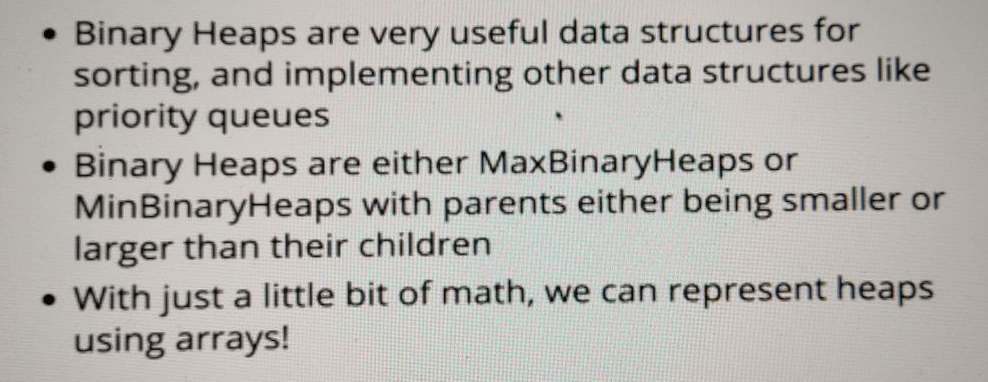 • Binary Heaps are very useful data structures for
sorting, and implementing other data structures like
priority queues
• Binary Heaps are either MaxBinaryHeaps or
MinBinaryHeaps with parents either being smaller or
larger than their children
• With just a little bit of math, we can represent heaps
using arrays!